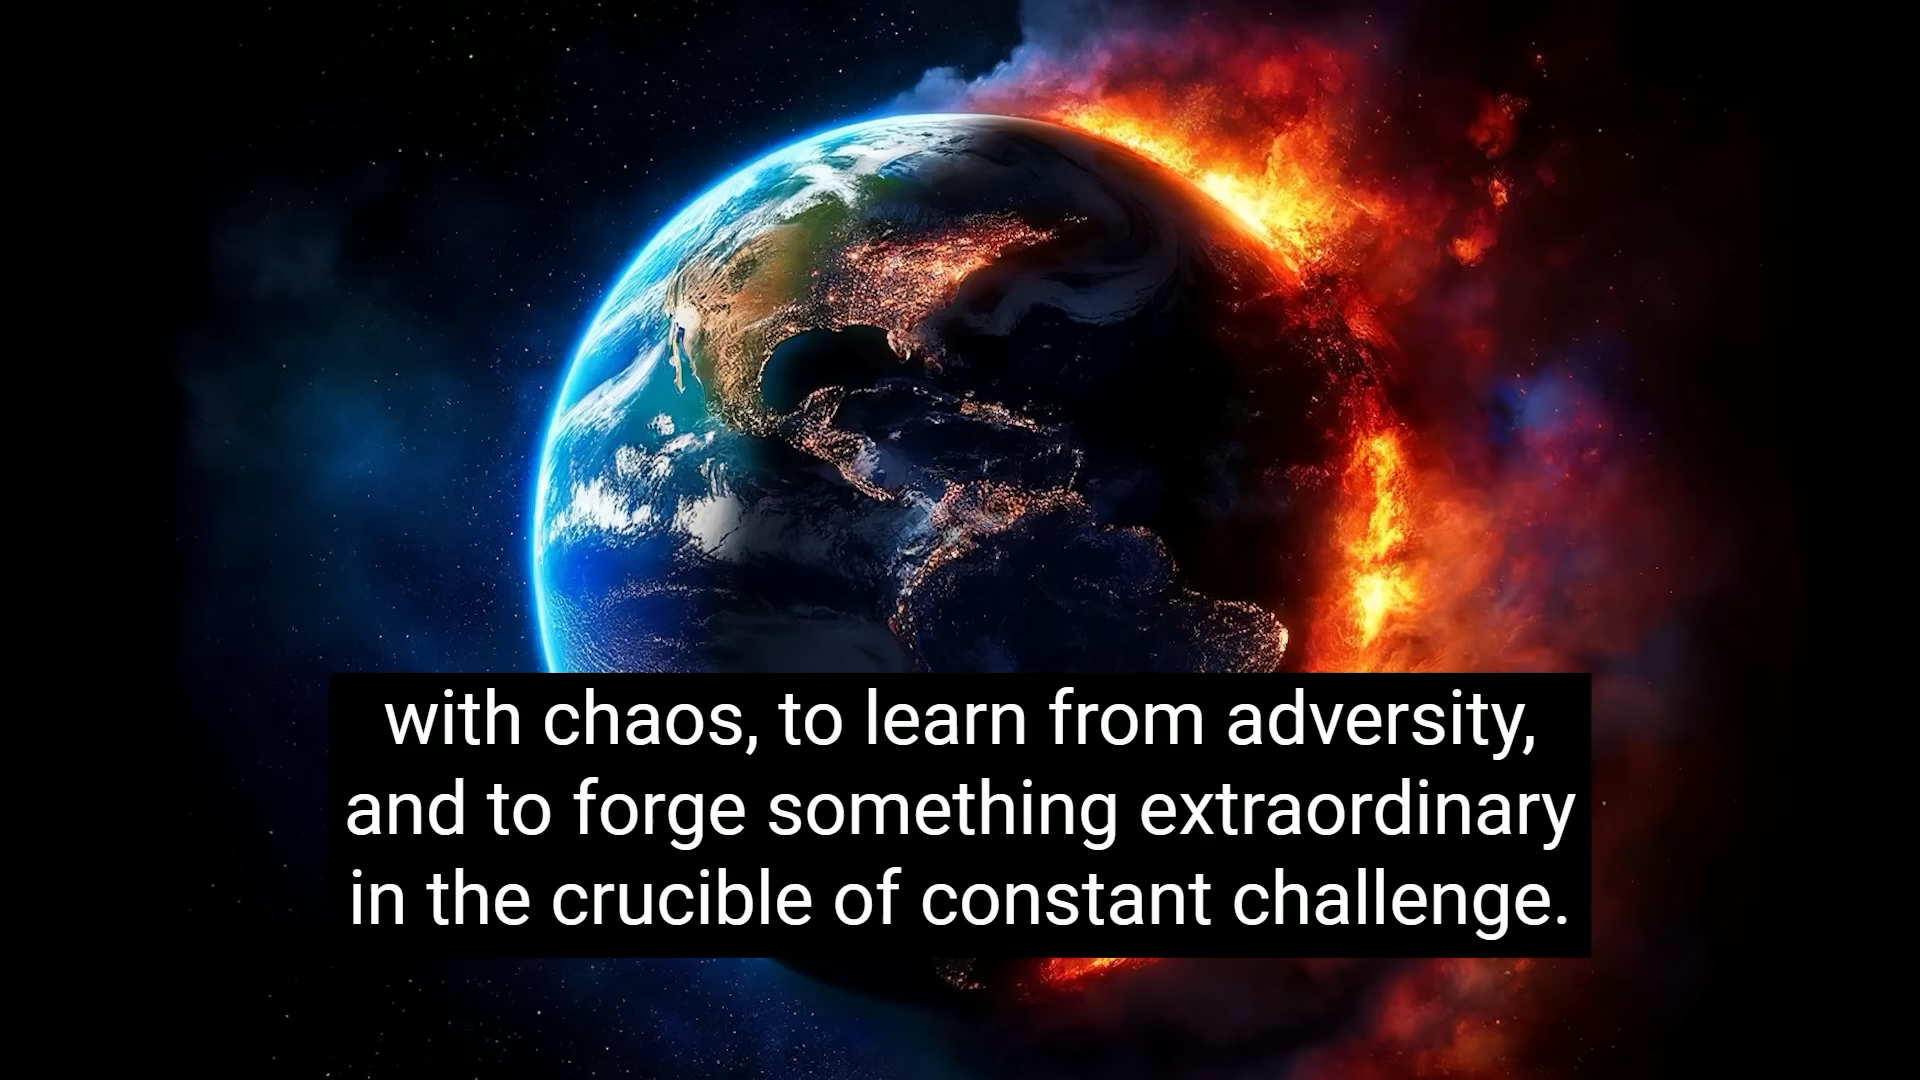 with chaos, to learn from adversity,
and to forge something extraordinary
in the crucible of constant challenge.